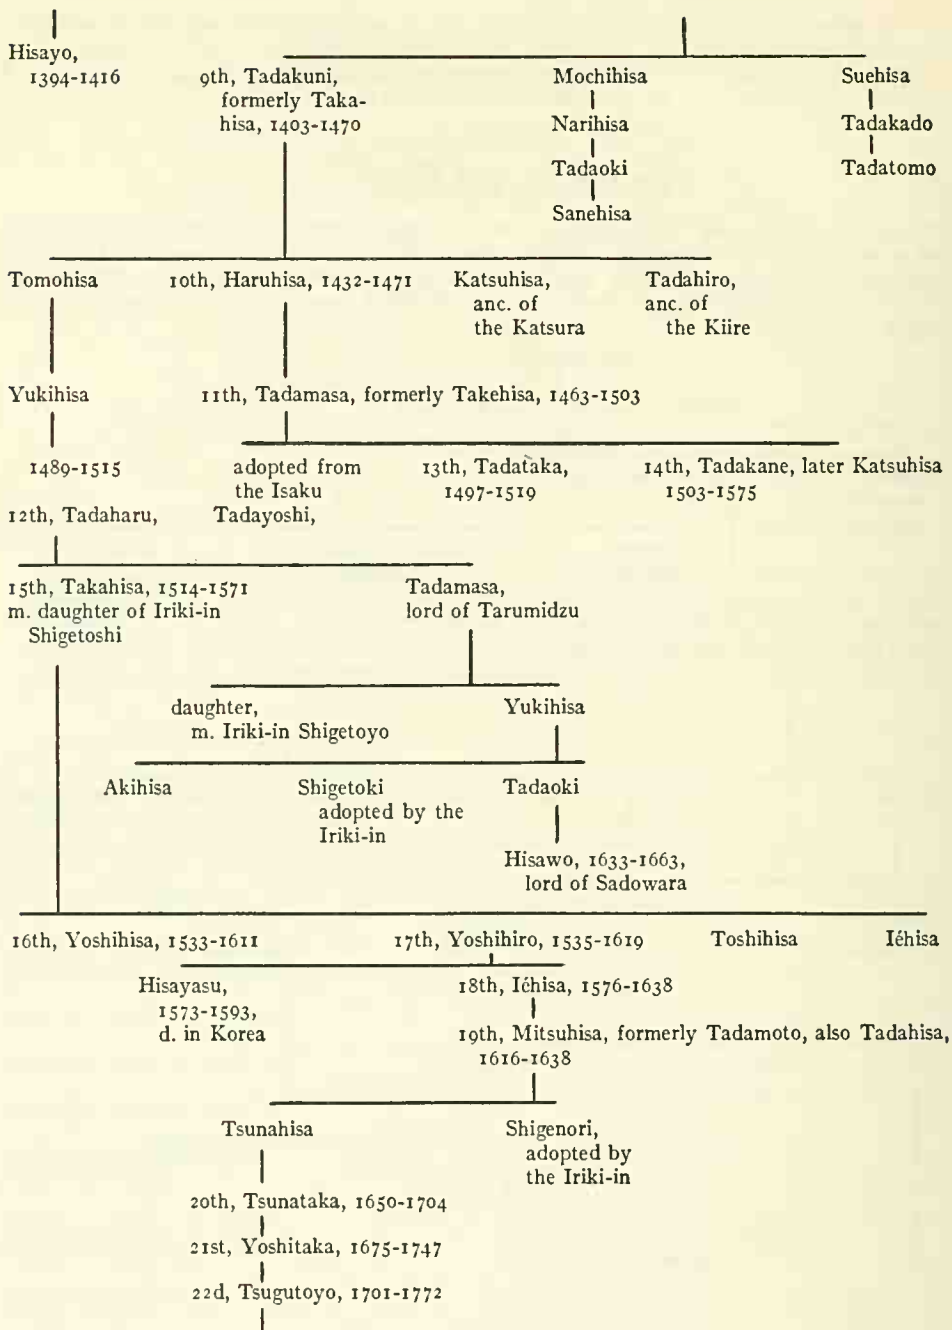 Hisayo,
1394-1416
9th, Tadakuni,
formerly Taka-
hisa, 1403-1470
Mochihisa
Narihisa
Tadaoki
Sanehisa
Suehisa
Tadakado
Tadatomo
Tomohisa
10th, Haruhisa, 1432-1471
Katsuhisa,
anc. of
the Katsura
Tadahiro,
anc. of
the Kiire
Yukihisa
11th, Tadamasa, formerly Takehisa, 1463-1503
1489-1515
12th, Tadaharu,
adopted from
the Isaku
Tadayoshi,
13th, Tadataka,
1497-1519
14th, Tadakane, later Katsuhisa
1503-1575
15th, Takahisa, 1514-1571
m. daughter of Iriki-in
Shigetoshi
Tadamasa,
lord of Tarumidzu
daughter,
m. Iriki-in Shigetoyo
Yukihisa
Akihisa
Shigetoki
adopted by the
Iriki-in
Tadaoki
Hisawo, 1633-1663,
lord of Sadowara
16th, Yoshihisa, 1533-1611
17th, Yoshihiro, 1535-1619
Toshihisa
Iéhisa
Hisayasu,
1573-1593,
d. in Korea
18th, Iéhisa, 1576-1638
19th, Mitsuhisa, formerly Tadamoto, also Tadahisa,
1616-1638
Tsunahisa
Shigenori,
adopted by
the Iriki-in
20th, Tsunataka, 1650-1704
21st, Yoshitaka, 1675-1747
22d, Tsugutoyo, 1701-1772